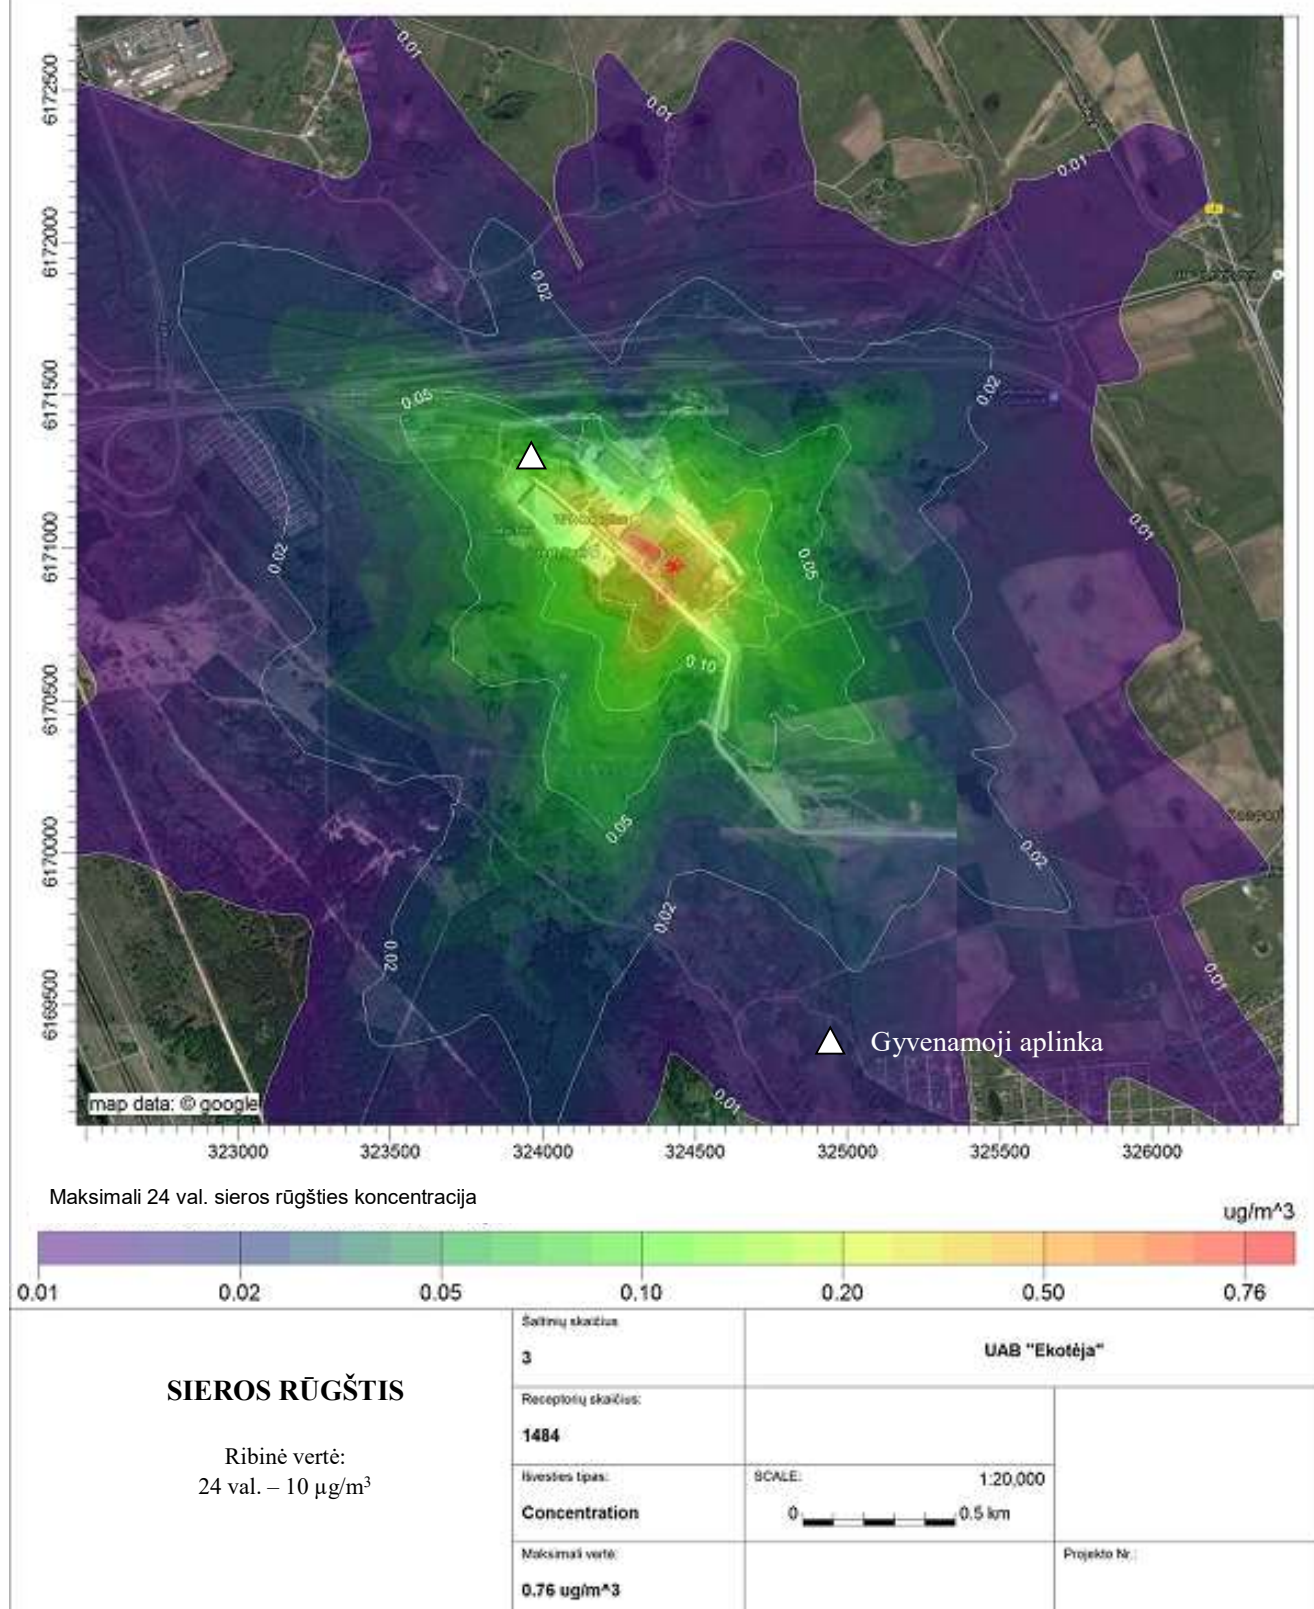 6172500
6172000
6171500
6171000
6170500
6170000
6169500
0.01
0.01
0.01
0.02
0.02
0.05
0.02
0.05
0.01
0.10
0.05
0.02
0.02
0.02
0.01
0.01
Gyvenamoji aplinka
map data: © google
323000 323500 324000 324500 325000 325500 326000
Maksimali 24 val. sieros rūgšties koncentracija
ug/m^3
0.01 0.02 0.05 0.10 0.20 0.50 0.76
SIEROS RŪGŠTIS
Ribinė vertė:
24 val. – 10 µg/m³
Šaltinių skaičius
3
UAB "Ekotėja"
Receptorių skaičius:
1484
Išvesties tipas:
Concentration
SCALE: 1:20,000
0 0.5 km
Maksimali vertė:
0.76 ug/m^3
Projekto Nr.: